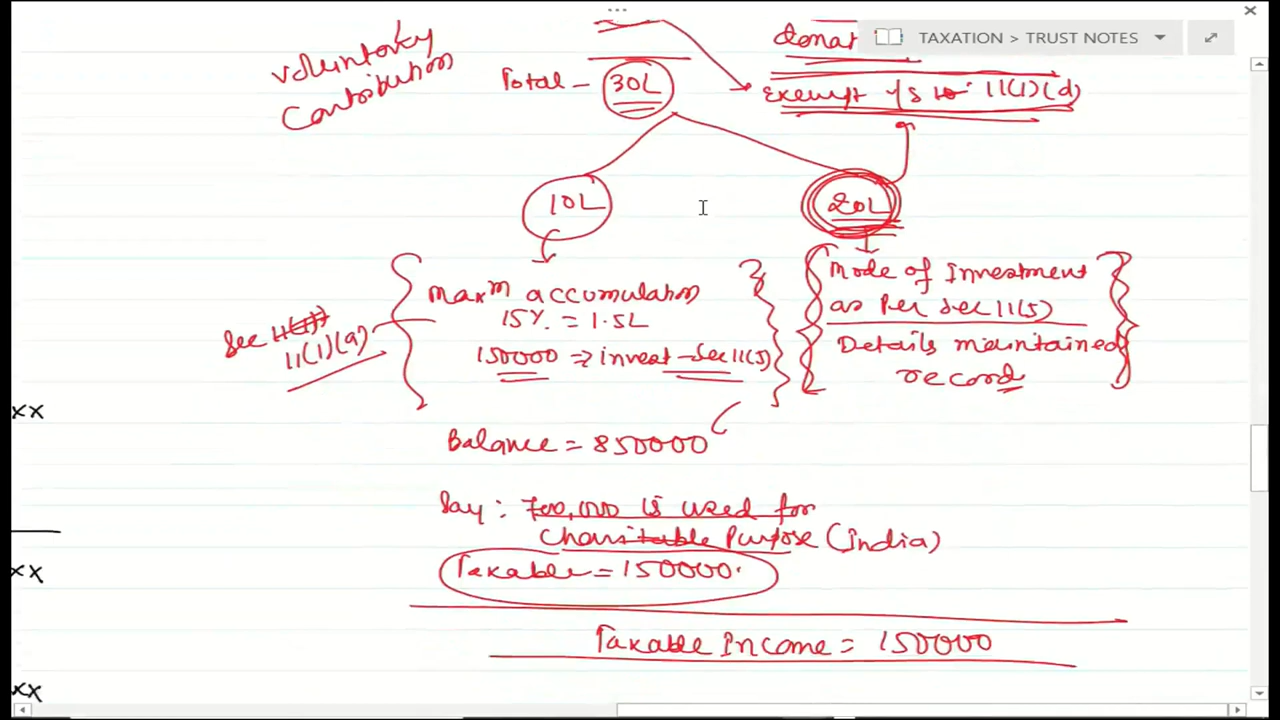 TAXATION > TRUST NOTES
voluntory
contribution
Total - 30L
Exempt u/s 11(1)(d)
10L
20L
Maxm accumulation
15% = 1.5L
150000 => invest - Sec 11(5)
Sec
11(1)(a)
Mode of investment
as Per Sec 11(5)
Details maintained
record
xx
Balance = 850000
Say : 700,000 is used for
charitable Purpose (India)
xx
Taxable = 150000.
Taxable Income = 150000
xx